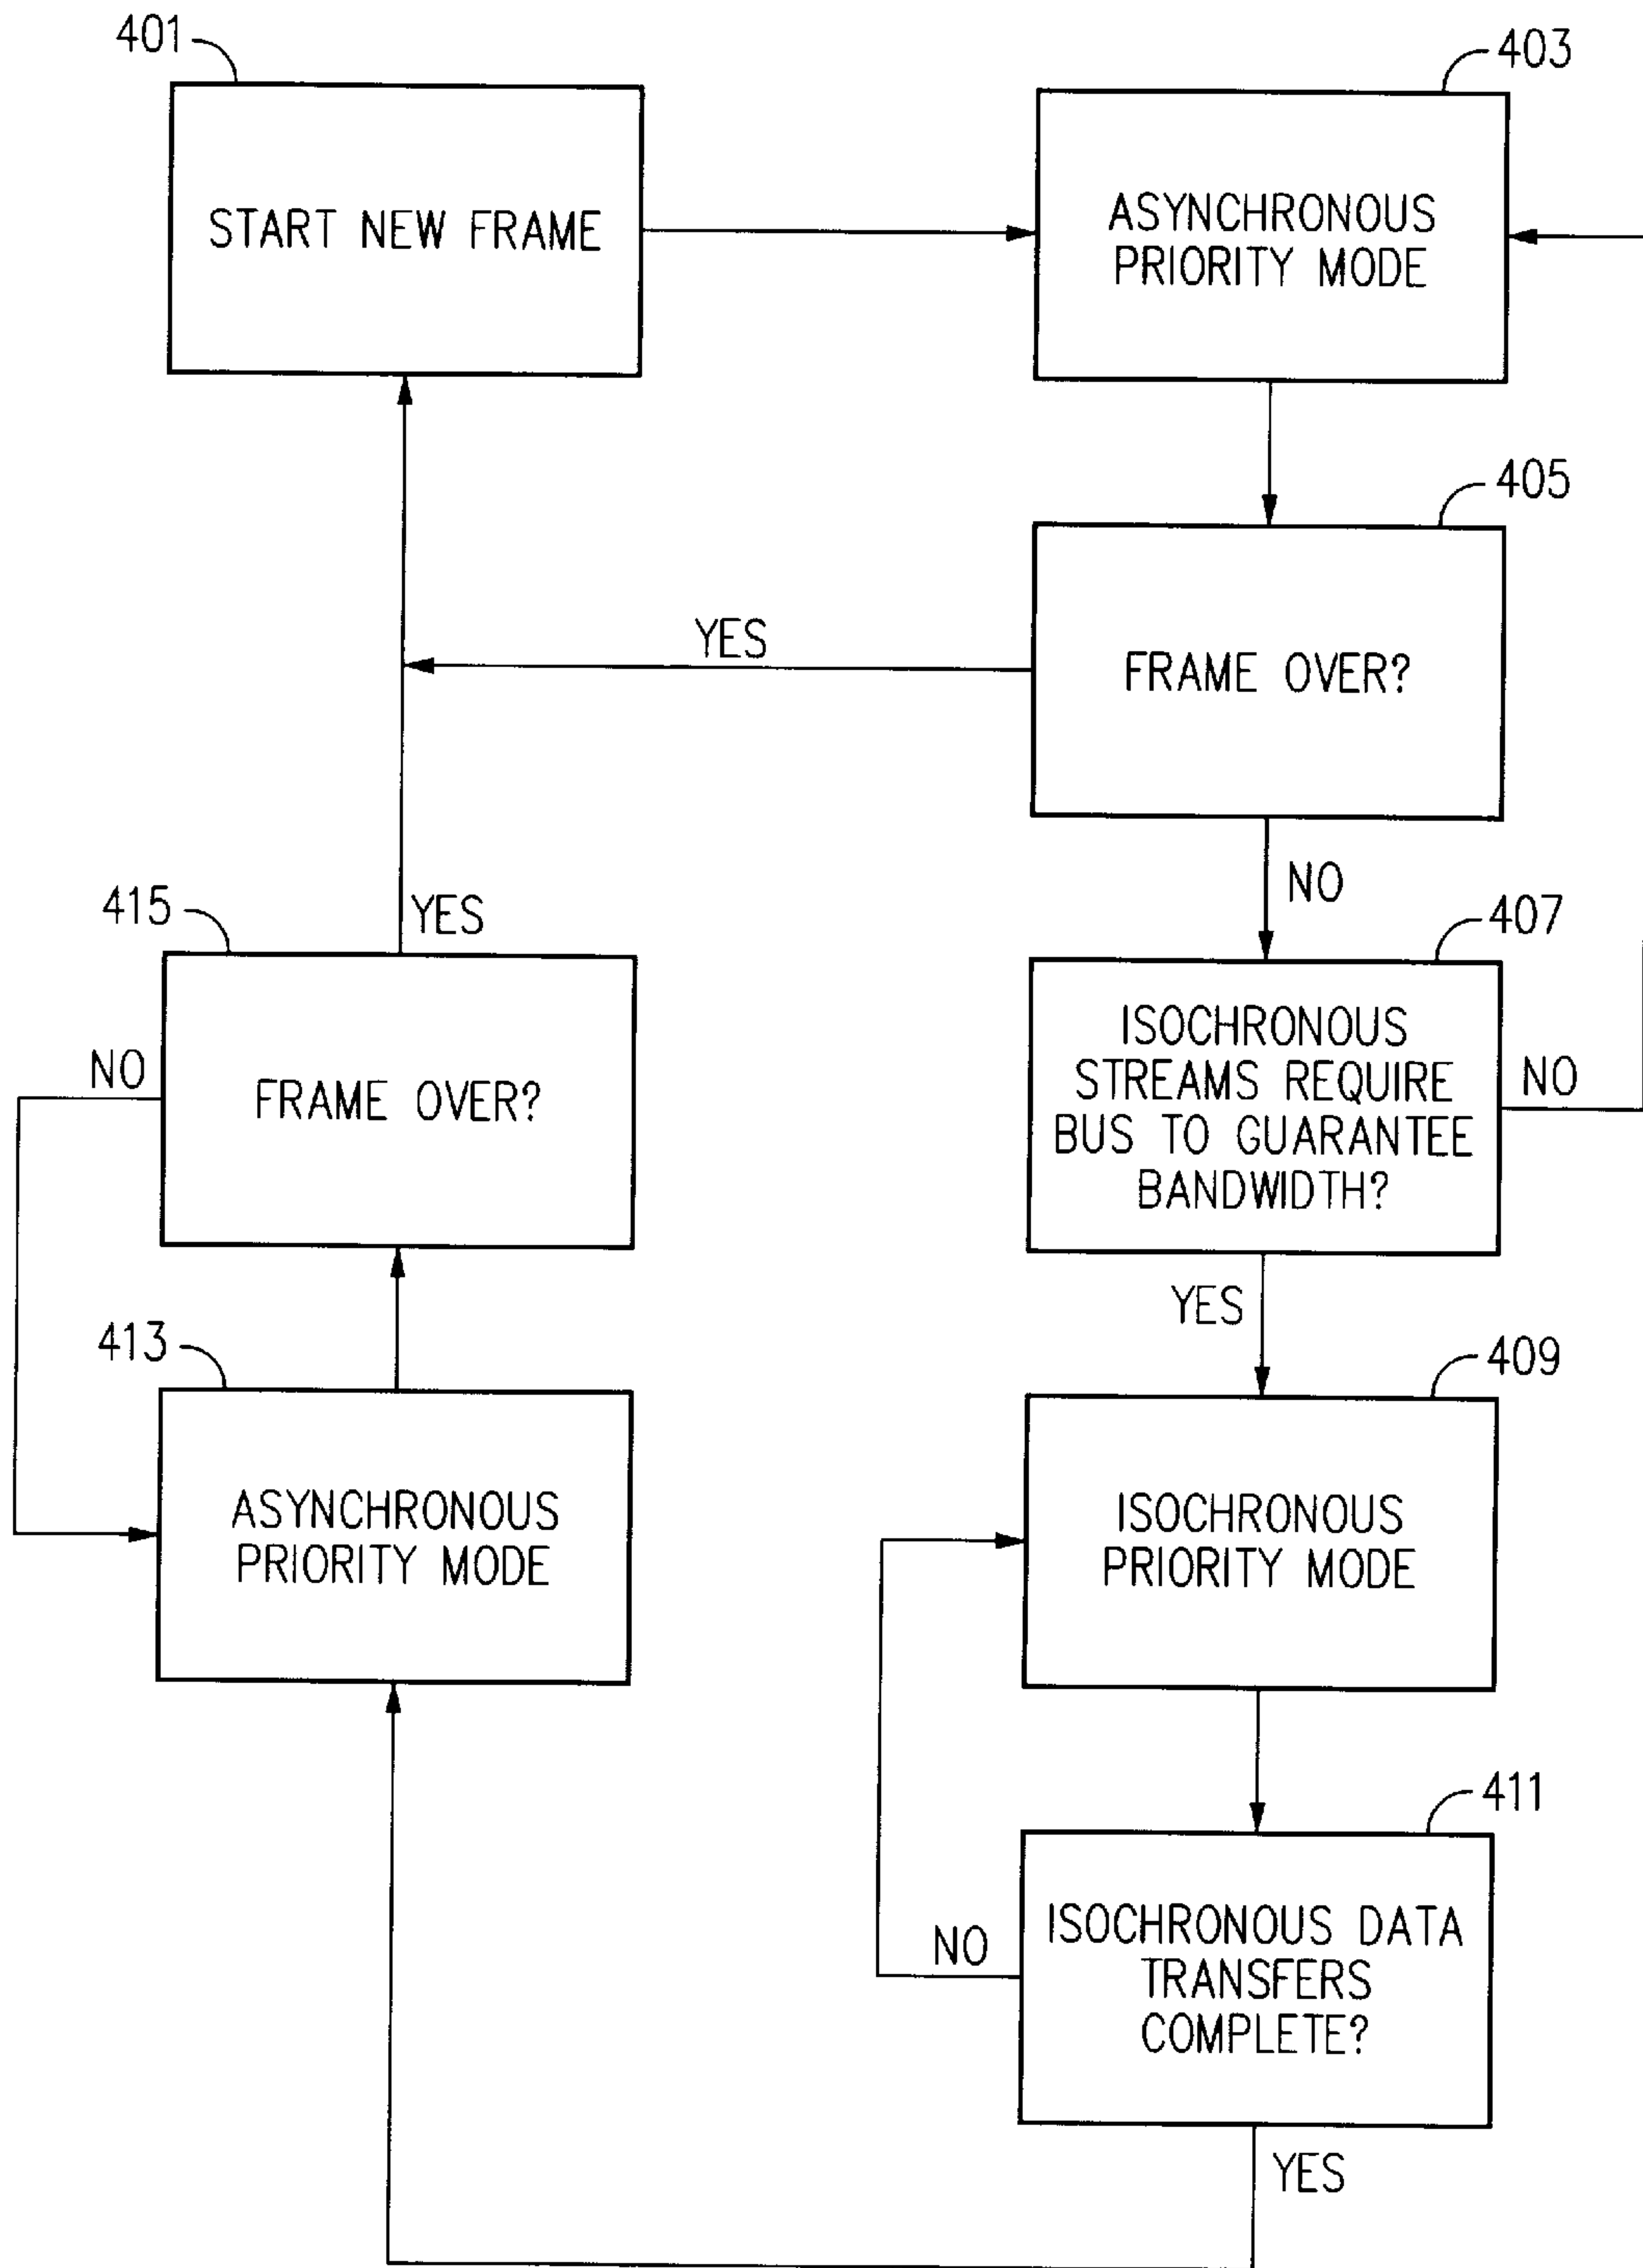 401
START NEW FRAME
403
ASYNCHRONOUS
PRIORITY MODE
405
FRAME OVER?
YES
NO
407
ISOCHRONOUS
STREAMS REQUIRE
BUS TO GUARANTEE
BANDWIDTH?
NO
YES
409
ISOCHRONOUS
PRIORITY MODE
411
ISOCHRONOUS DATA
TRANSFERS
COMPLETE?
NO
YES
413
ASYNCHRONOUS
PRIORITY MODE
415
FRAME OVER?
NO
YES